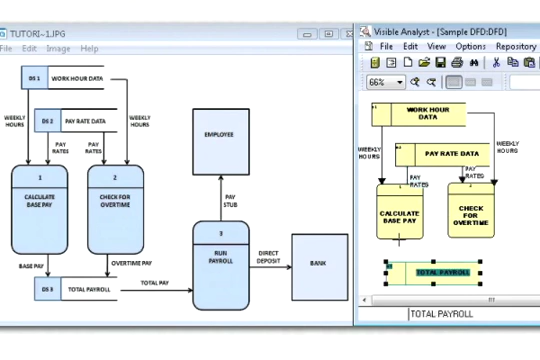 TUTORI~1.JPG
File Edit Image Help
DS 1 WORK HOUR DATA
DS 2 PAY RATE DATA
WEEKLY
HOURS
PAY
RATES
PAY
RATES
WEEKLY
HOURS
EMPLOYEE
1
CALCULATE
BASE PAY
2
CHECK FOR
OVERTIME
PAY
STUB
3
RUN
PAYROLL
DIRECT
DEPOSIT
BANK
BASE PAY
OVERTIME PAY
DS 3 TOTAL PAYROLL
TOTAL PAY
Visible Analyst - [Sample DFD:DFD]
File Edit View Options Repository
66%
WORK HOUR
DATA
WEEKLY
HOURS
PAY RATE DATA
WEEKLY
HOURS
PAY
RATES
PAY
RATES
CALCULATE
BASE PAY
CHECK
FOR
OVERTIME
TOTAL PAYROLL
TOTAL PAYROLL